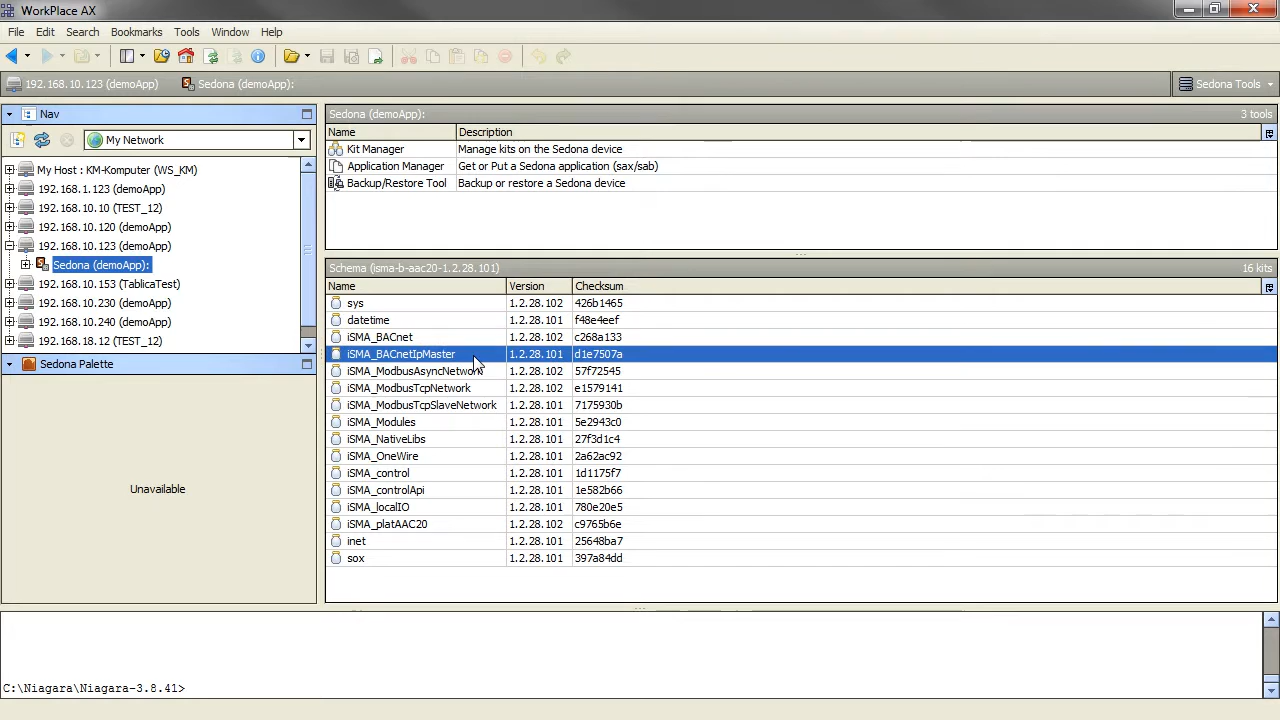 WorkPlace AX
File Edit Search Bookmarks Tools Window Help
192.168.10.123 (demoApp) Sedona (demoApp): Sedona Tools
Nav
My Network
My Host : KM-Komputer (WS_KM)
192.168.1.123 (demoApp)
192.168.10.10 (TEST_12)
192.168.10.120 (demoApp)
192.168.10.123 (demoApp)
Sedona (demoApp):
192.168.10.153 (TablicaTest)
192.168.10.230 (demoApp)
192.168.10.240 (demoApp)
192.168.18.12 (TEST_12)
Sedona Palette
Unavailable
Sedona (demoApp): 3 tools
Name Description
Kit Manager Manage kits on the Sedona device
Application Manager Get or Put a Sedona application (sax/sab)
Backup/Restore Tool Backup or restore a Sedona device
Schema (isma-b-aac20-1.2.28.101) 16 kits
Name Version Checksum
sys 1.2.28.102 426b1465
datetime 1.2.28.101 f48e4eef
iSMA_BACnet 1.2.28.102 c268a133
iSMA_BACnetIpMaster 1.2.28.101 d1e7507a
iSMA_ModbusAsyncNetwork 1.2.28.102 57f72545
iSMA_ModbusTcpNetwork 1.2.28.102 e1579141
iSMA_ModbusTcpSlaveNetwork 1.2.28.101 7175930b
iSMA_Modules 1.2.28.101 5e2943c0
iSMA_NativeLibs 1.2.28.101 27f3d1c4
iSMA_OneWire 1.2.28.101 2a62ac92
iSMA_control 1.2.28.101 1d1175f7
iSMA_controlApi 1.2.28.101 1e582b66
iSMA_localIO 1.2.28.101 780e20e5
iSMA_platAAC20 1.2.28.102 c9765b6e
inet 1.2.28.101 25648ba7
sox 1.2.28.101 397a84dd
C:\Niagara\Niagara-3.8.41>